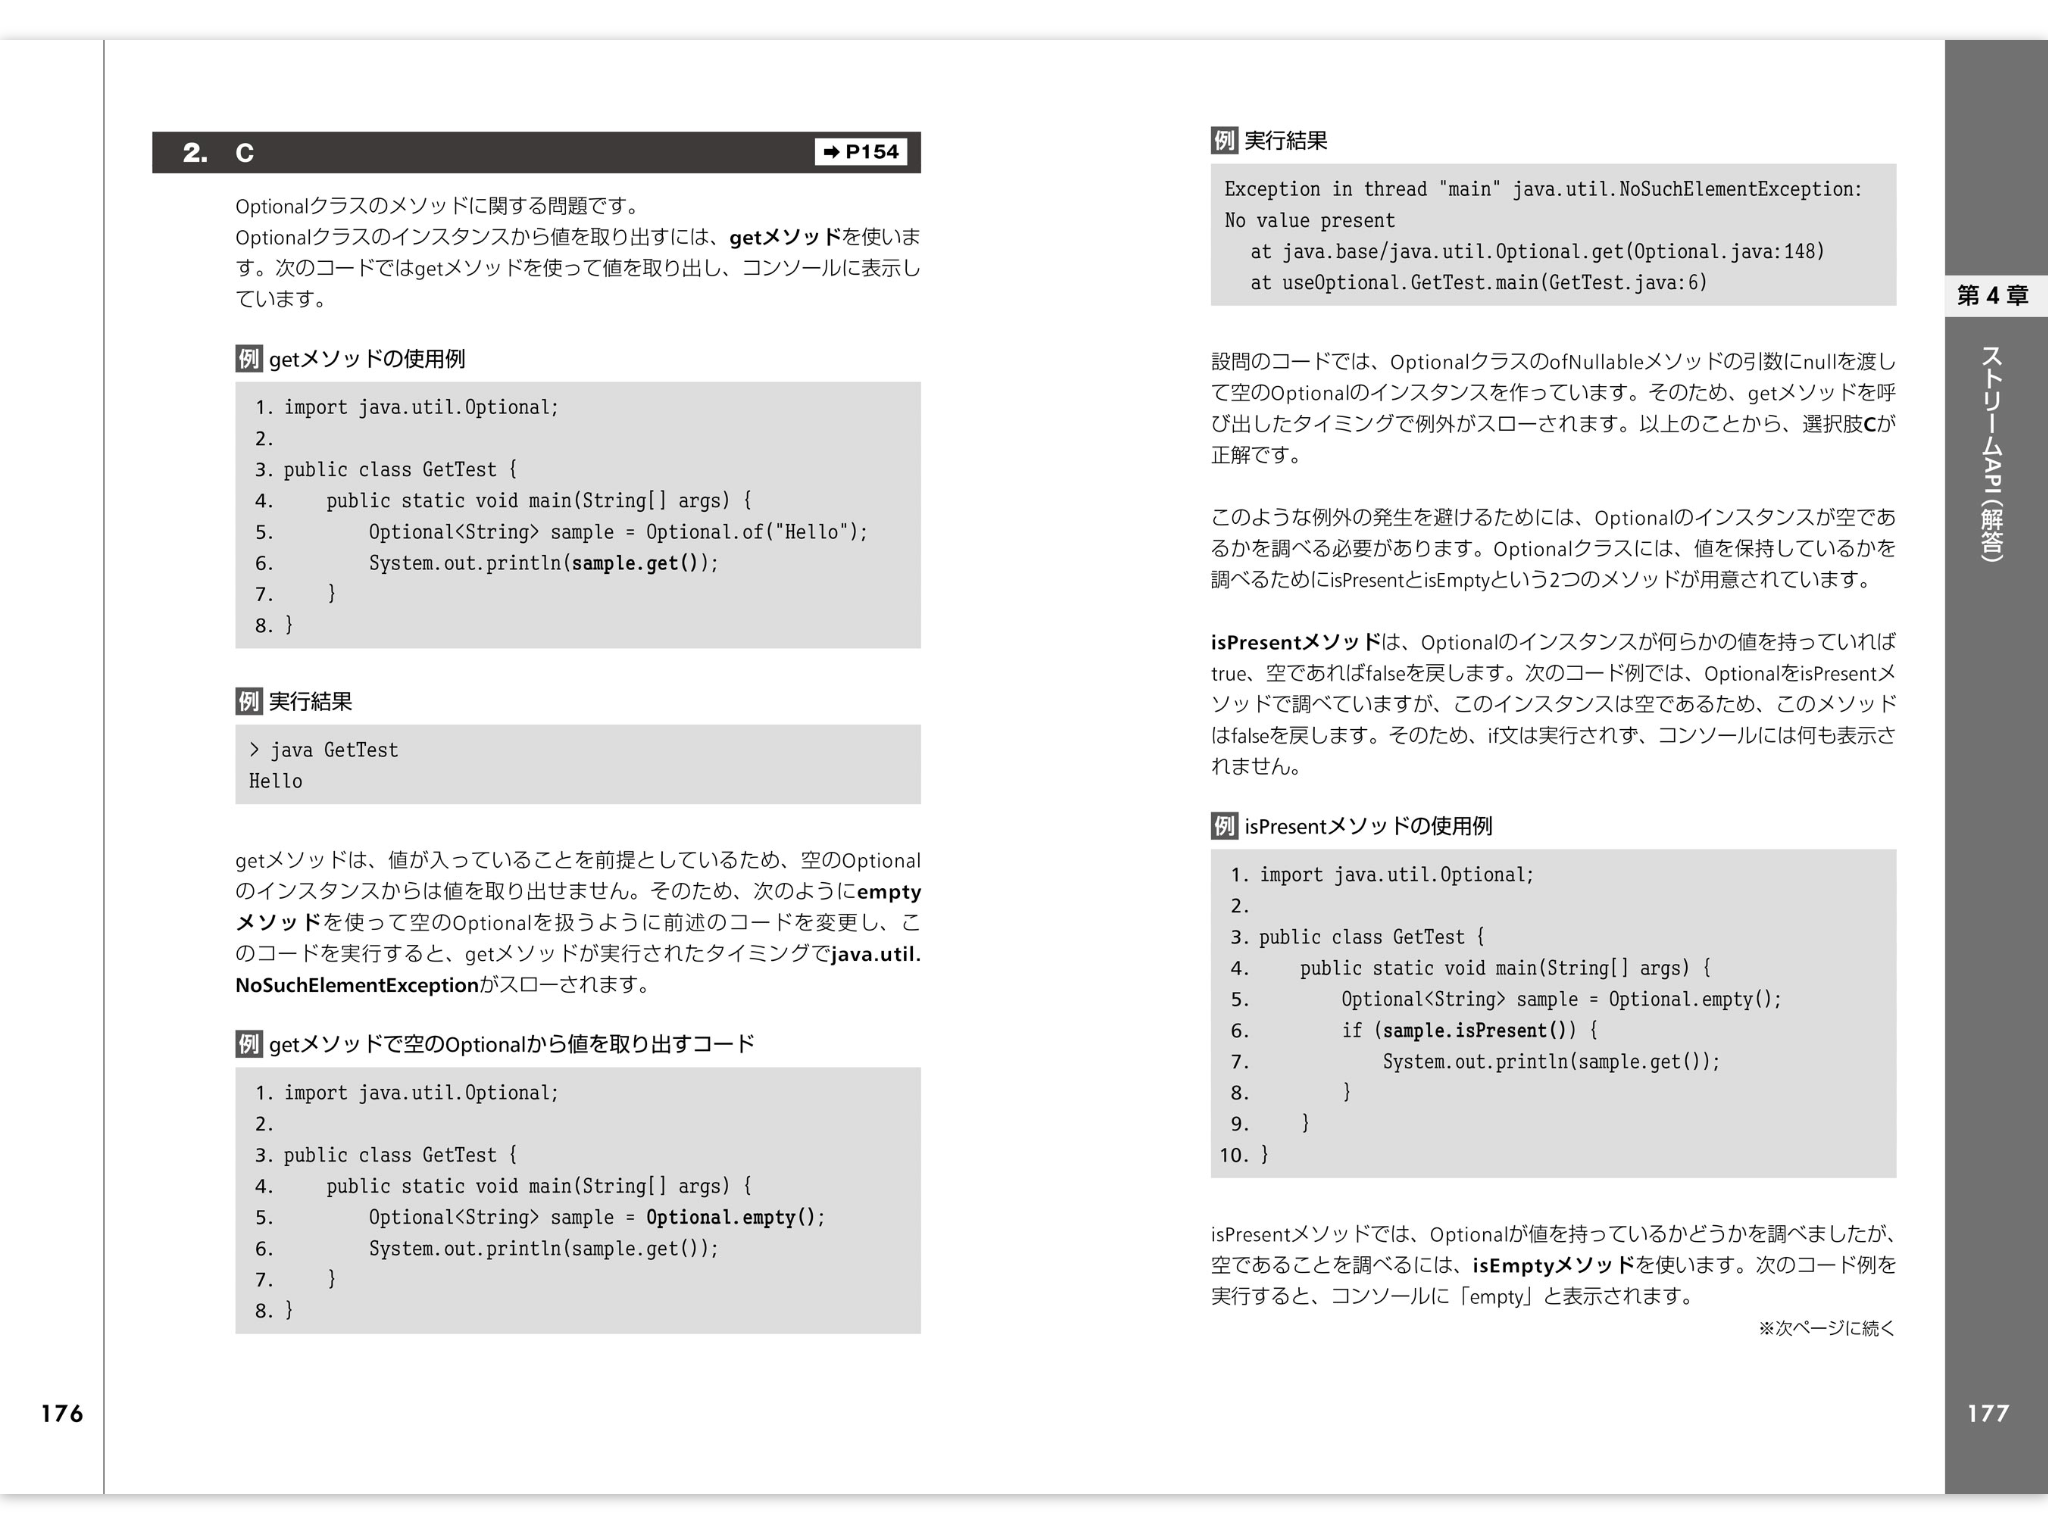 2. C
➡ P154
Optionalクラスのメソッドに関する問題です。
Optionalクラスのインスタンスから値を取り出すには、getメソッドを使いま
す。次のコードではgetメソッドを使って値を取り出し、コンソールに表示し
ています。
例 getメソッドの使用例
1. import java.util.Optional;
2.
3. public class GetTest {
4.     public static void main(String[] args) {
5.         Optional<String> sample = Optional.of("Hello");
6.         System.out.println(sample.get());
7.     }
8. }
例 実行結果
> java GetTest
Hello
getメソッドは、値が入っていることを前提としているため、空のOptional
のインスタンスからは値を取り出せません。そのため、次のようにempty
メソッドを使って空のOptionalを扱うように前述のコードを変更し、こ
のコードを実行すると、getメソッドが実行されたタイミングでjava.util.
NoSuchElementExceptionがスローされます。
例 getメソッドで空のOptionalから値を取り出すコード
1. import java.util.Optional;
2.
3. public class GetTest {
4.     public static void main(String[] args) {
5.         Optional<String> sample = Optional.empty();
6.         System.out.println(sample.get());
7.     }
8. }
176
例 実行結果
Exception in thread "main" java.util.NoSuchElementException:
No value present
   at java.base/java.util.Optional.get(Optional.java:148)
   at useOptional.GetTest.main(GetTest.java:6)
設問のコードでは、OptionalクラスのofNullableメソッドの引数にnullを渡し
て空のOptionalのインスタンスを作っています。そのため、getメソッドを呼
び出したタイミングで例外がスローされます。以上のことから、選択肢Cが
正解です。
このような例外の発生を避けるためには、Optionalのインスタンスが空であ
るかを調べる必要があります。Optionalクラスには、値を保持しているかを
調べるためにisPresentとisEmptyという2つのメソッドが用意されています。
isPresentメソッドは、Optionalのインスタンスが何らかの値を持っていれば
true、空であればfalseを戻します。次のコード例では、OptionalをisPresentメ
ソッドで調べていますが、このインスタンスは空であるため、このメソッド
はfalseを戻します。そのため、if文は実行されず、コンソールには何も表示さ
れません。
例 isPresentメソッドの使用例
1. import java.util.Optional;
2.
3. public class GetTest {
4.     public static void main(String[] args) {
5.         Optional<String> sample = Optional.empty();
6.         if (sample.isPresent()) {
7.             System.out.println(sample.get());
8.         }
9.     }
10. }
isPresentメソッドでは、Optionalが値を持っているかどうかを調べましたが、
空であることを調べるには、isEmptyメソッドを使います。次のコード例を
実行すると、コンソールに「empty」と表示されます。
※次ページに続く
第4章
ストリームAPI(解答)
177